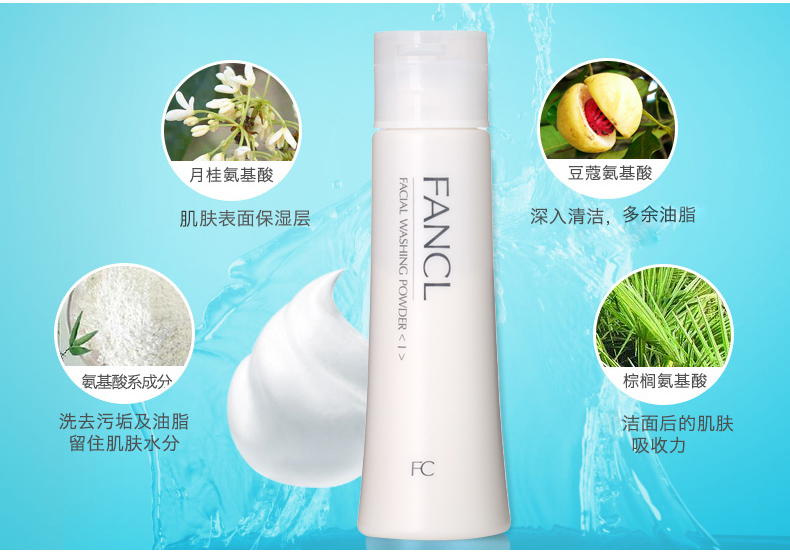 月桂氨基酸
肌肤表面保湿层
豆蔻氨基酸
深入清洁，多余油脂
FANCL
FACIAL WASHING POWDER < I >
FC
氨基酸系成分
洗去污垢及油脂
留住肌肤水分
棕榈氨基酸
洁面后的肌肤
吸收力